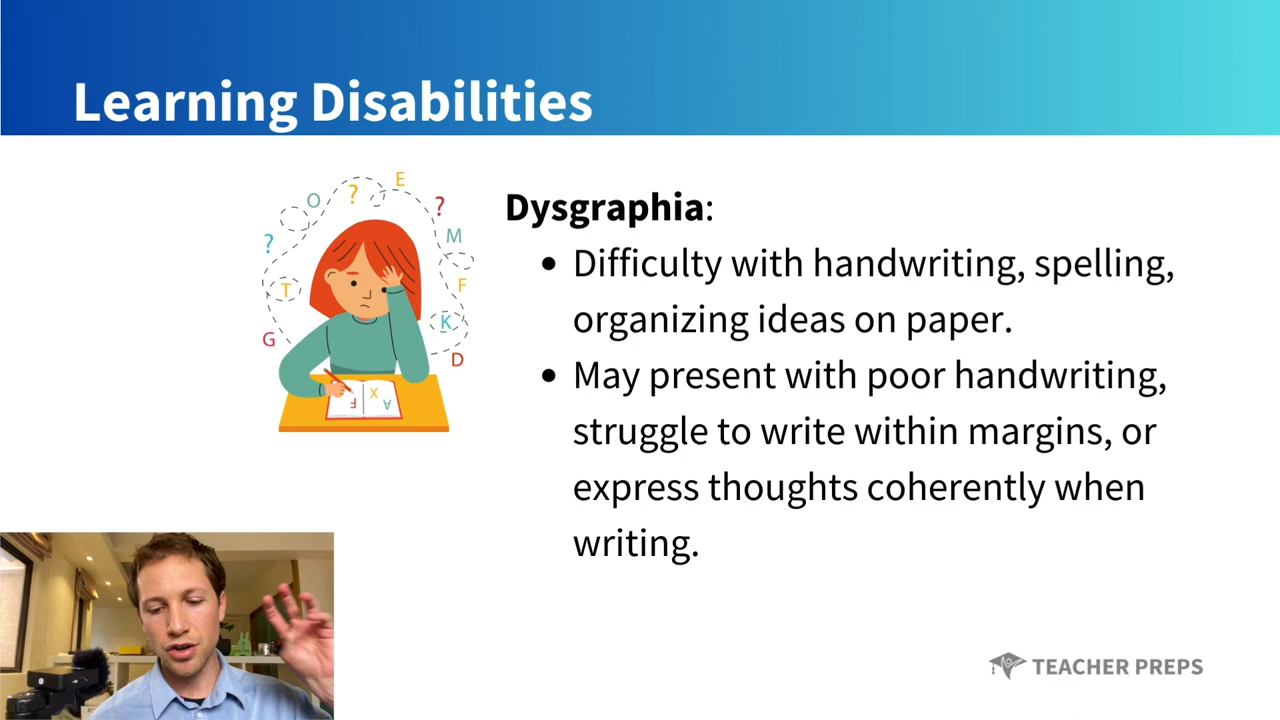 Learning Disabilities
E
O ?
?
? M
T F
K
G D
X
F A
Dysgraphia:
• Difficulty with handwriting, spelling,
organizing ideas on paper.
• May present with poor handwriting,
struggle to write within margins, or
express thoughts coherently when
writing.
TEACHER PREPS